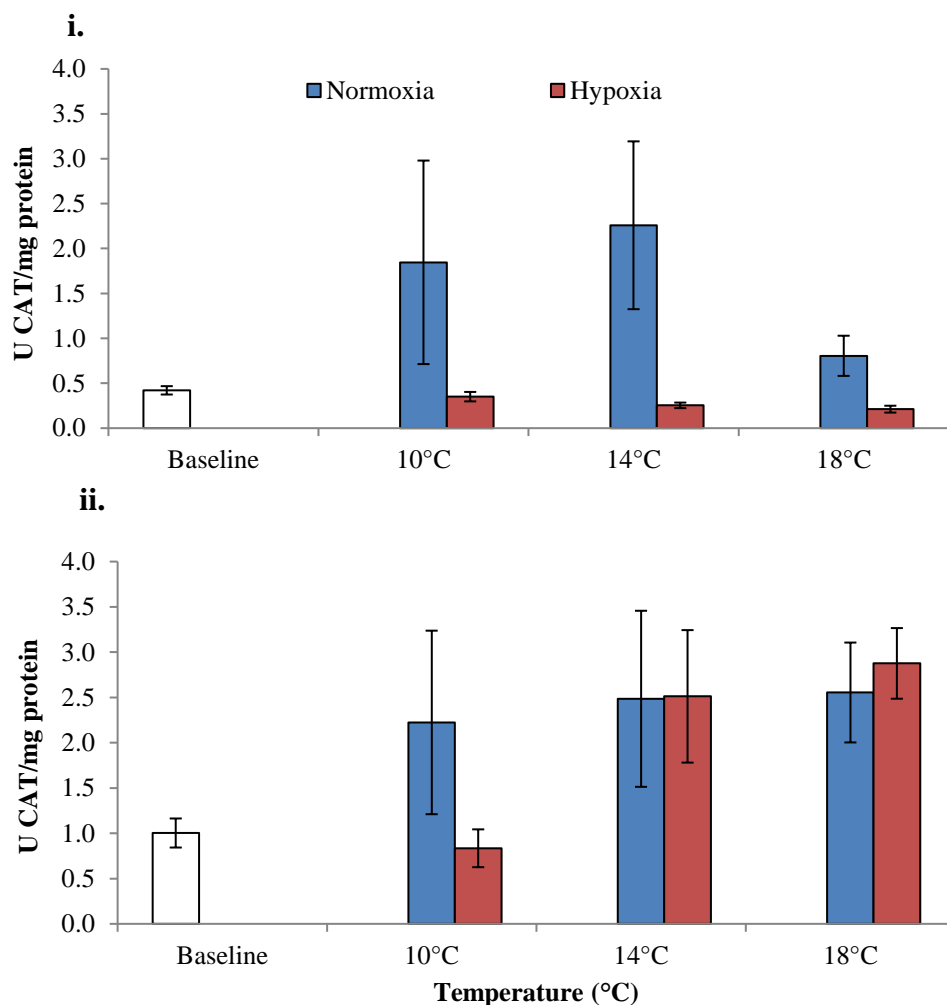 i.
4.0
Normoxia Hypoxia
3.5
3.0
2.5
2.0
1.5
1.0
0.5
0.0
U CAT/mg protein
Baseline 10°C 14°C 18°C
ii.
4.0
3.5
3.0
2.5
2.0
1.5
1.0
0.5
0.0
U CAT/mg protein
Baseline 10°C 14°C 18°C
Temperature (°C)